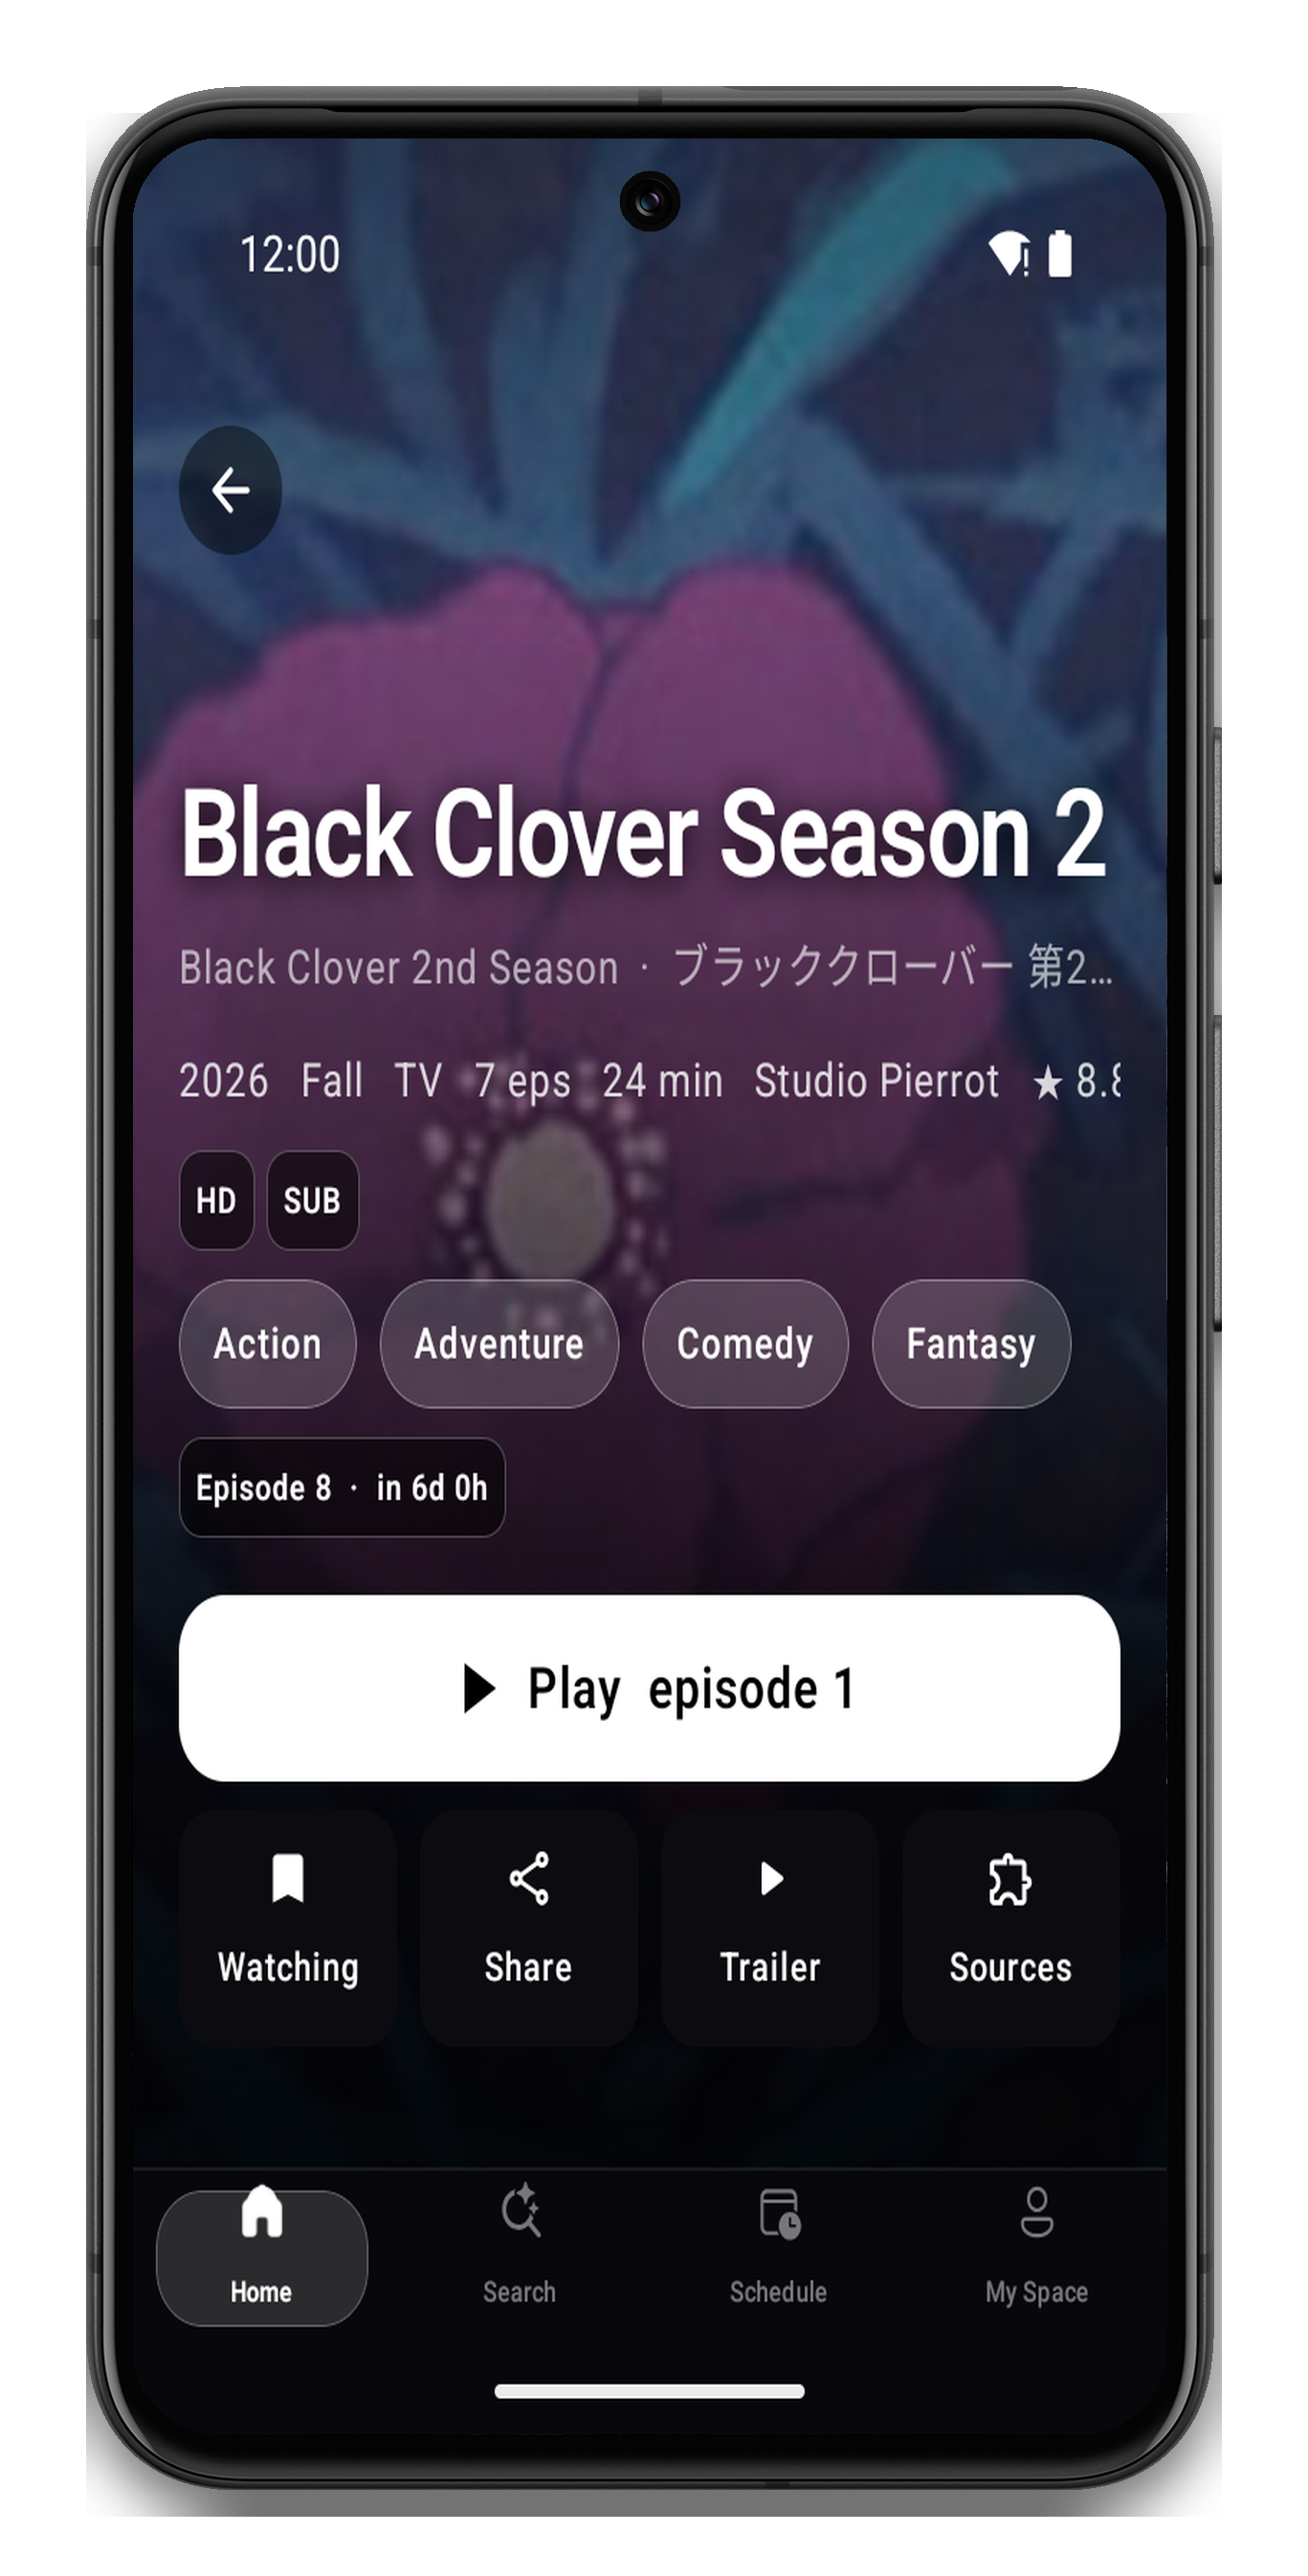 12:00
Black Clover Season 2
Black Clover 2nd Season · ブラッククローバー 第2...
2026 Fall TV 7 eps 24 min Studio Pierrot ★ 8.8
HD SUB
Action Adventure Comedy Fantasy
Episode 8 · in 6d 0h
Play episode 1
Watching Share Trailer Sources
Home Search Schedule My Space